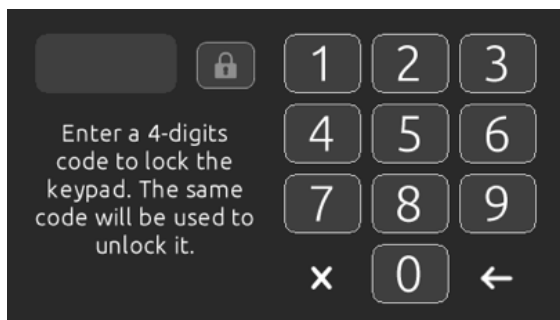 1 2 3
Enter a 4-digits
code to lock the
keypad. The same
code will be used to
unlock it.
4 5 6
7 8 9
x 0 ←